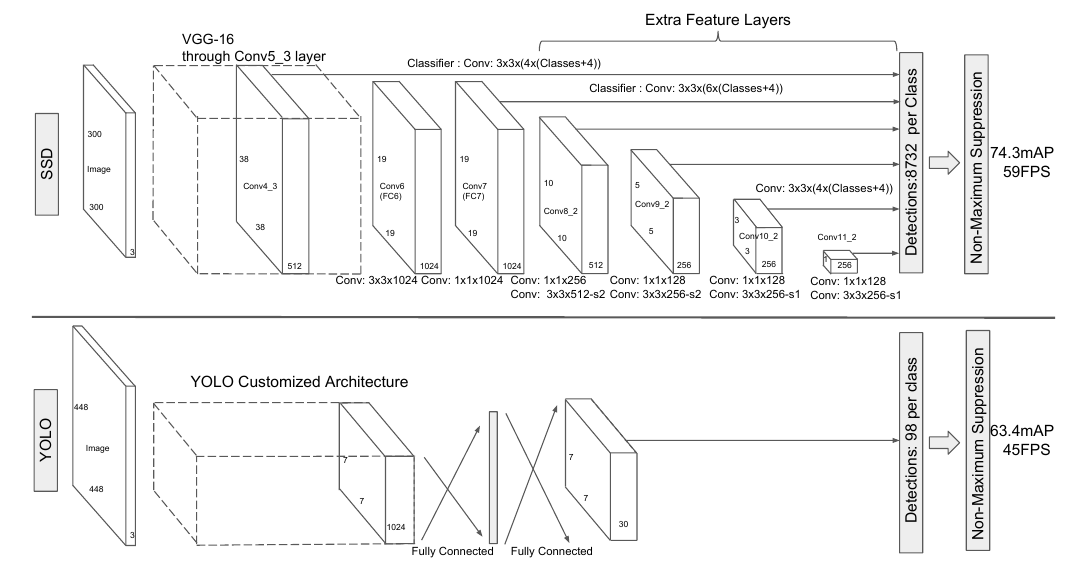 Extra Feature Layers
VGG-16
through Conv5_3 layer
Classifier : Conv: 3x3x(4x(Classes+4))
Classifier : Conv: 3x3x(6x(Classes+4))
SSD
300
Image
300
3
38
Conv4_3
38
512
19
Conv6
(FC6)
19
1024
19
Conv7
(FC7)
19
1024
10
Conv8_2
10
512
5
Conv9_2
5
256
Conv: 3x3x(4x(Classes+4))
3
Conv10_2
3
256
Conv11_2
1
256
Detections:8732 per Class
Non-Maximum Suppression
74.3mAP
59FPS
Conv: 3x3x1024
Conv: 1x1x1024
Conv: 1x1x256
Conv: 3x3x512-s2
Conv: 1x1x128
Conv: 3x3x256-s2
Conv: 1x1x128
Conv: 3x3x256-s1
Conv: 1x1x128
Conv: 3x3x256-s1
YOLO
448
Image
448
3
YOLO Customized Architecture
7
7
1024
Fully Connected
Fully Connected
7
7
30
Detections: 98 per class
Non-Maximum Suppression
63.4mAP
45FPS